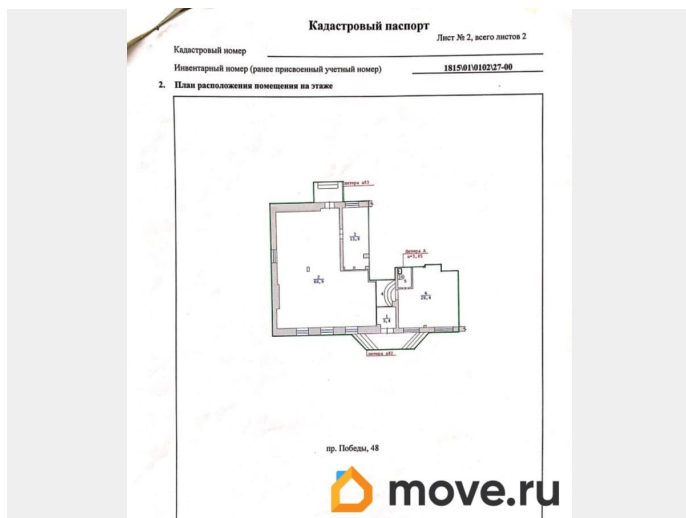 Кадастровый паспорт
Лист № 2, всего листов 2
Кадастровый номер
Инвентарный номер (ранее присвоенный учетный номер) 1815\01\0102\27-00
2. План расположения помещения на этаже
пр. Победы, 48
move.ru